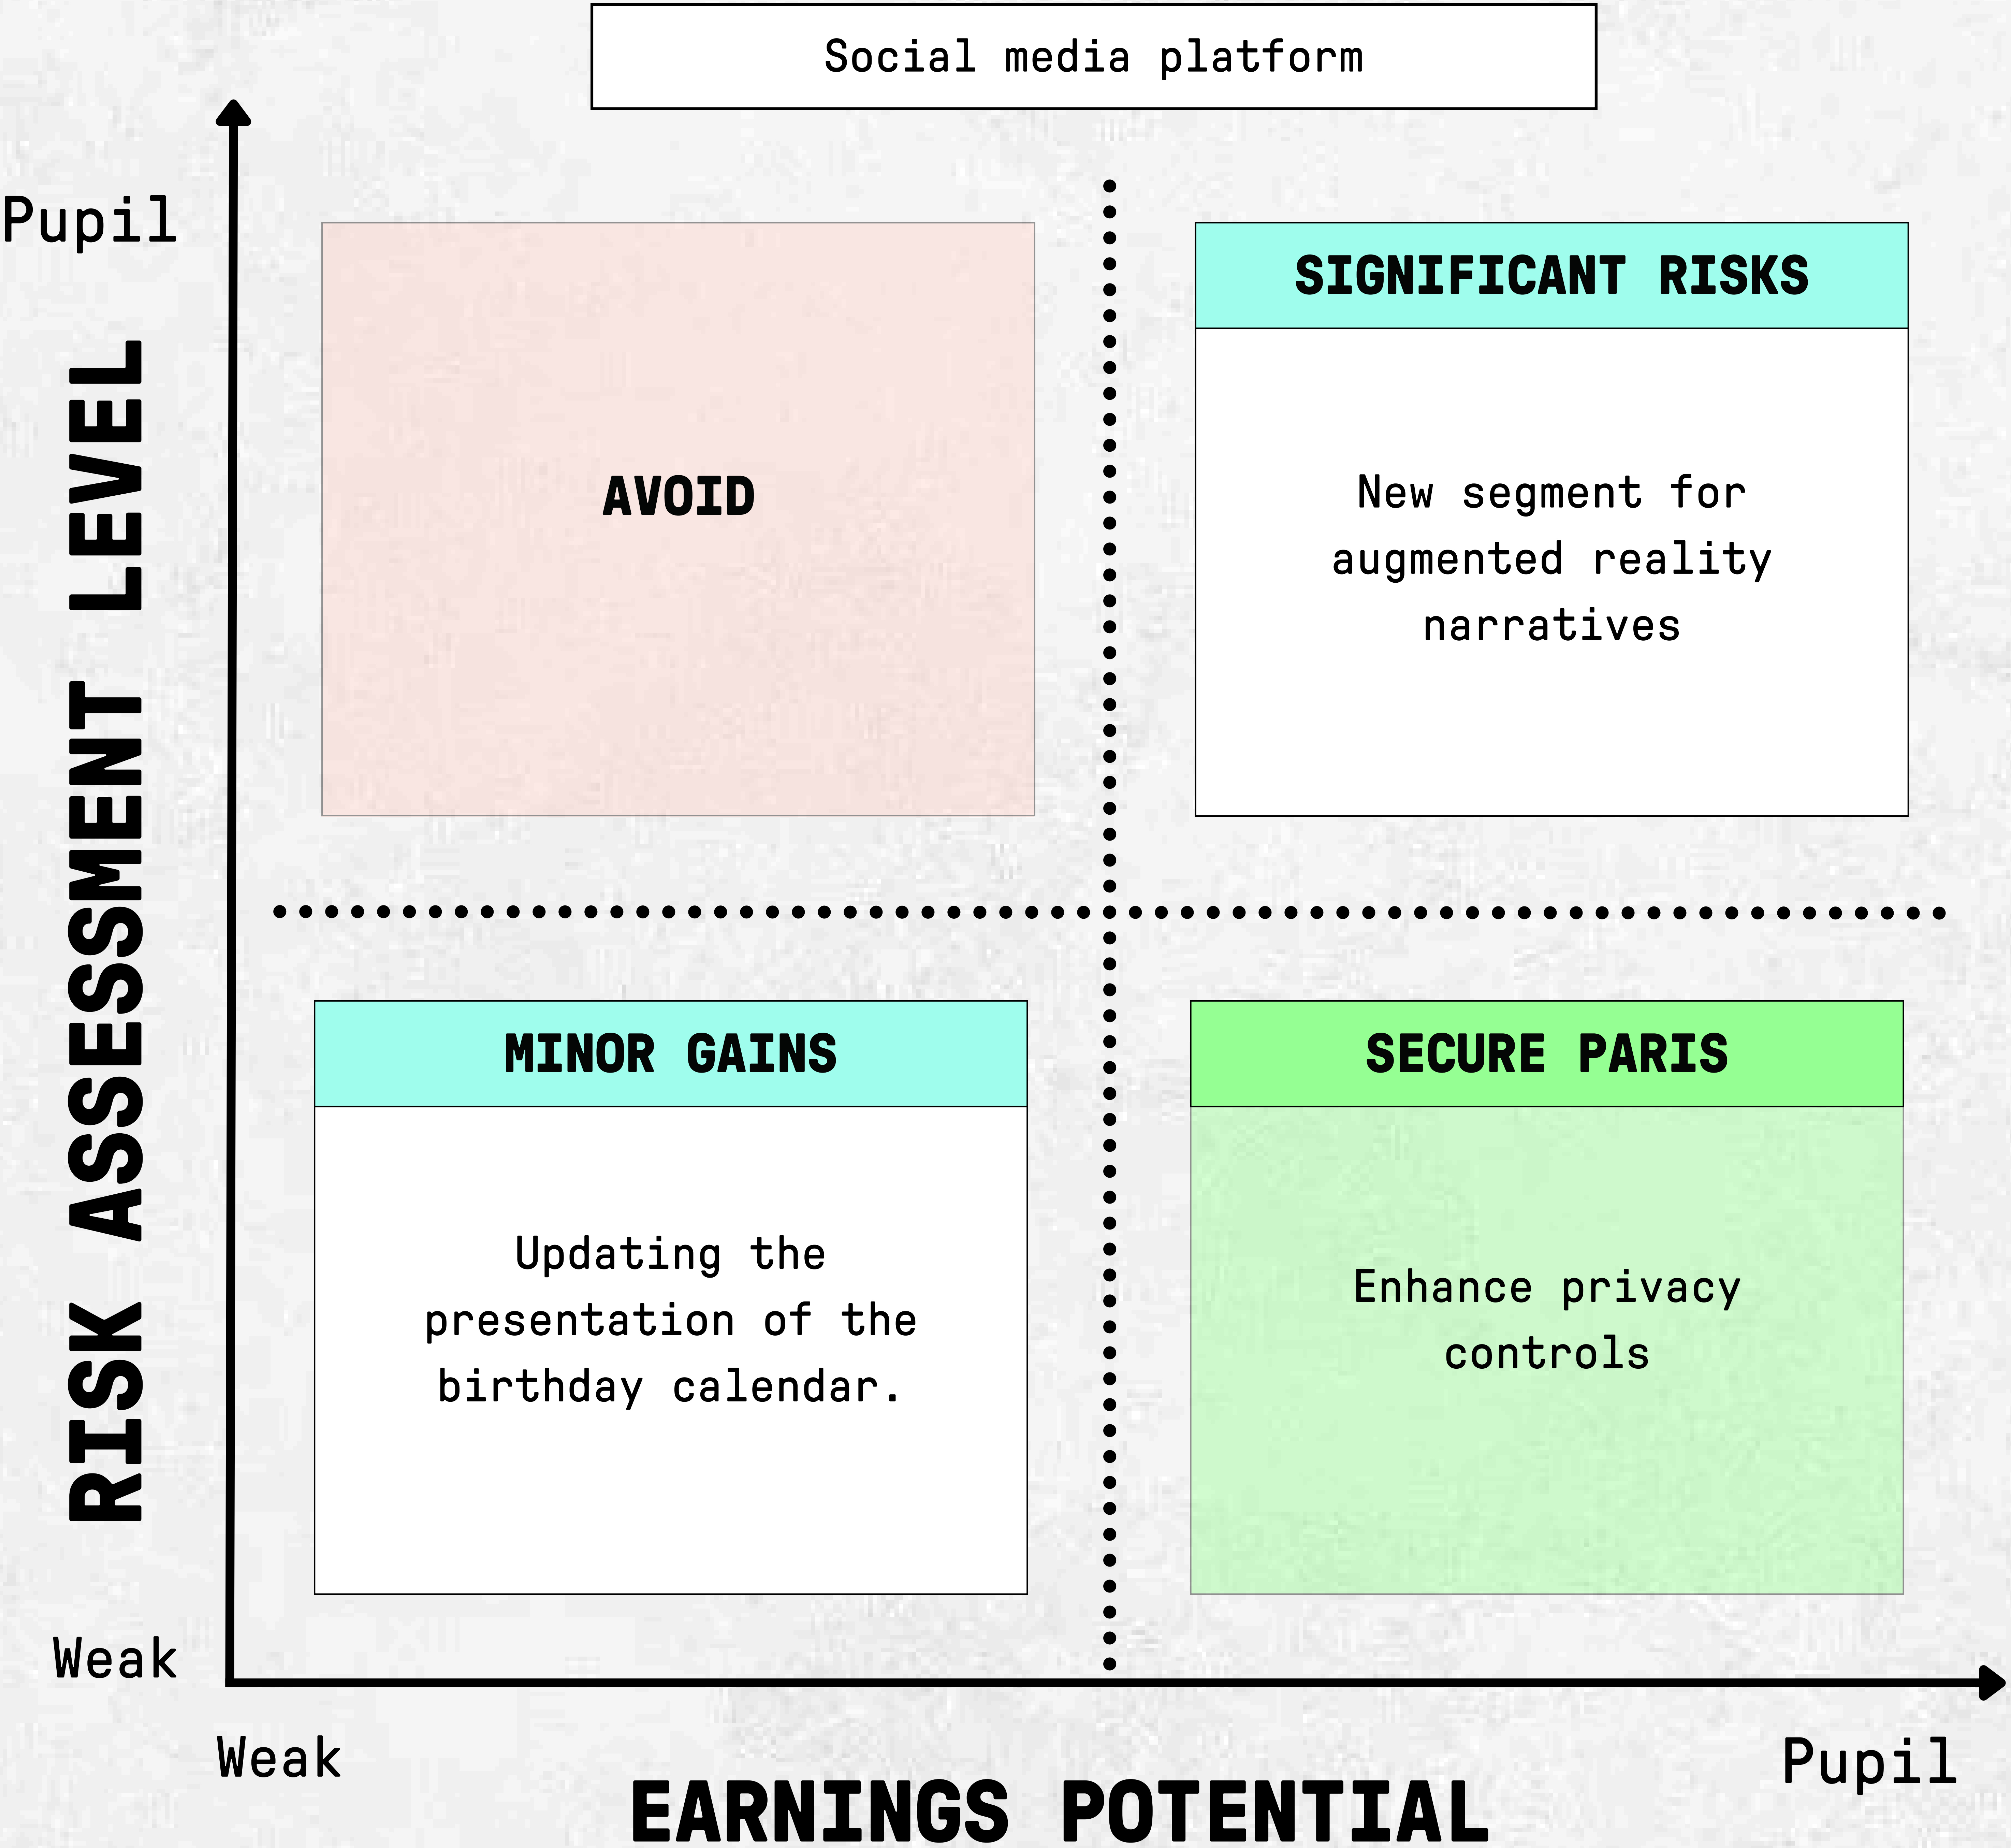 Social media platform
Pupil
RISK ASSESSMENT LEVEL
AVOID
SIGNIFICANT RISKS
New segment for
augmented reality
narratives
MINOR GAINS
Updating the
presentation of the
birthday calendar.
SECURE PARIS
Enhance privacy
controls
Weak
Weak
Pupil
EARNINGS POTENTIAL